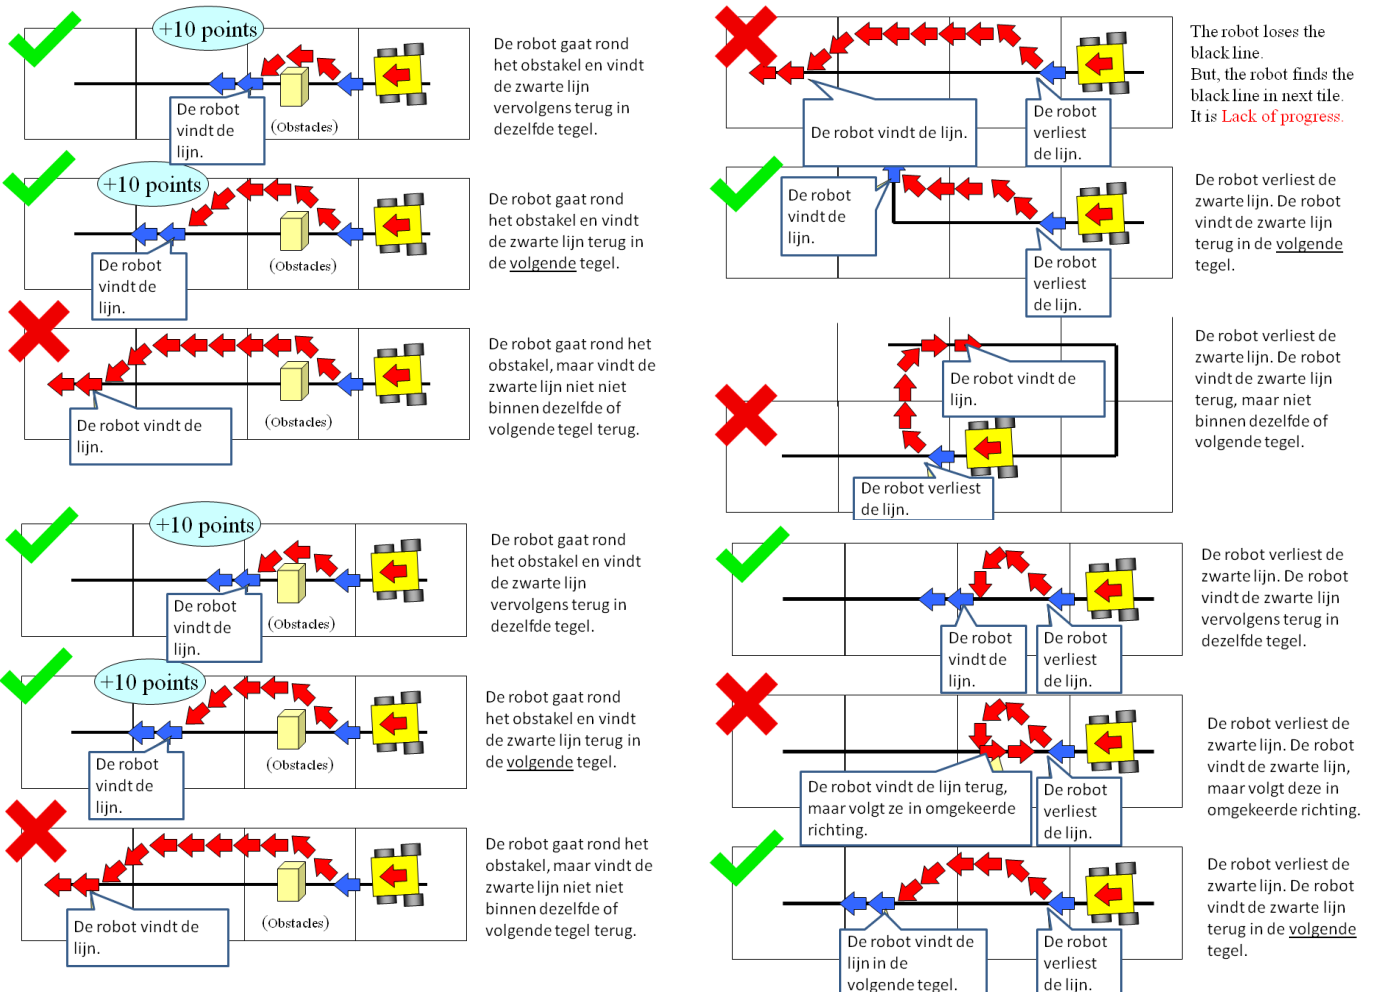 +10 points
De robot
vindt de
lijn.
(Obstacles)
De robot gaat rond
het obstakel en vindt
de zwarte lijn
vervolgens terug in
dezelfde tegel.
+10 points
De robot
vindt de
lijn.
(Obstacles)
De robot gaat rond
het obstakel en vindt
de zwarte lijn terug in
de volgende tegel.
De robot vindt de
lijn.
(Obstacles)
De robot gaat rond het
obstakel, maar vindt de
zwarte lijn niet niet
binnen dezelfde of
volgende tegel terug.
+10 points
De robot
vindt de
lijn.
(Obstacles)
De robot gaat rond
het obstakel en vindt
de zwarte lijn
vervolgens terug in
dezelfde tegel.
+10 points
De robot
vindt de
lijn.
(Obstacles)
De robot gaat rond
het obstakel en vindt
de zwarte lijn terug in
de volgende tegel.
De robot vindt de
lijn.
(Obstacles)
De robot gaat rond het
obstakel, maar vindt de
zwarte lijn niet niet
binnen dezelfde of
volgende tegel terug.
De robot vindt de lijn.
De robot
verliest
de lijn.
The robot loses the
black line.
But, the robot finds the
black line in next tile.
It is Lack of progress.
De robot
vindt de
lijn.
De robot
verliest
de lijn.
De robot verliest de
zwarte lijn. De robot
vindt de zwarte lijn
terug in de volgende
tegel.
De robot vindt de
lijn.
De robot verliest
de lijn.
De robot verliest de
zwarte lijn. De robot
vindt de zwarte lijn
terug, maar niet
binnen dezelfde of
volgende tegel.
De robot
vindt de
lijn.
De robot
verliest
de lijn.
De robot verliest de
zwarte lijn. De robot
vindt de zwarte lijn
vervolgens terug in
dezelfde tegel.
De robot vindt de lijn terug,
maar volgt ze in omgekeerde
richting.
De robot
verliest
de lijn.
De robot verliest de
zwarte lijn. De robot
vindt de zwarte lijn,
maar volgt deze in
omgekeerde richting.
De robot vindt de
lijn in de
volgende tegel.
De robot
verliest
de lijn.
De robot verliest de
zwarte lijn. De robot
vindt de zwarte lijn
terug in de volgende
tegel.